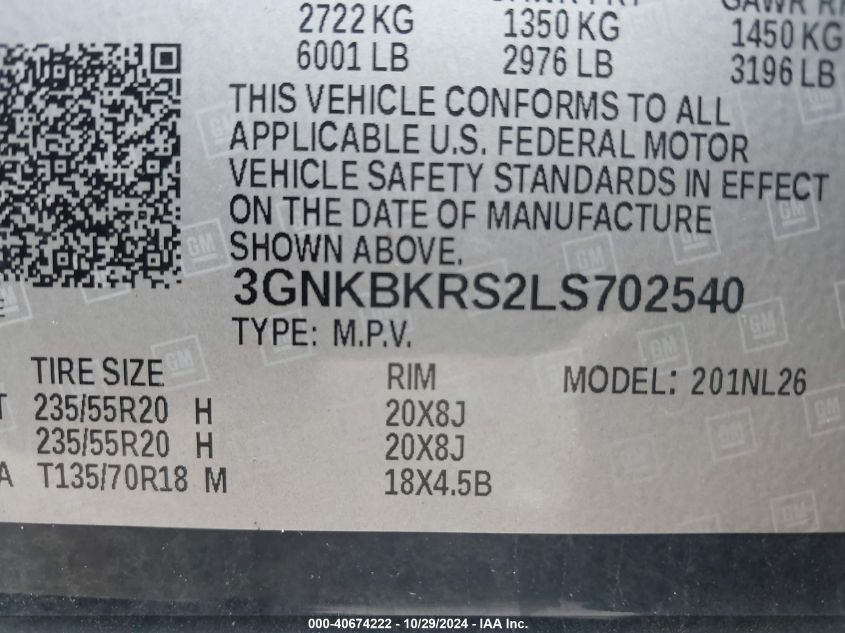 2722 KG 1350 KG 1450 KG
6001 LB 2976 LB 3196 LB
THIS VEHICLE CONFORMS TO ALL
APPLICABLE U.S. FEDERAL MOTOR
VEHICLE SAFETY STANDARDS IN EFFECT
ON THE DATE OF MANUFACTURE
SHOWN ABOVE.
3GNKBKRS2LS702540
TYPE: M.P.V.
TIRE SIZE RIM MODEL: 201NL26
T 235/55R20 H 20X8J
235/55R20 H 20X8J
A T135/70R18 M 18X4.5B
000-40674222 - 10/29/2024 - IAA Inc.